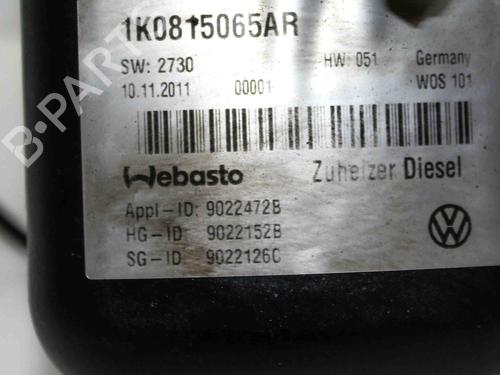 1K0815065AR
SW: 2730 HW: 051 Germany
10.11.2011 00001 WOS 101
Webasto Zuheizer Diesel
Appl-ID: 9022472B
HG-ID: 9022152B
SG-ID: 9022126C
B-PARTS